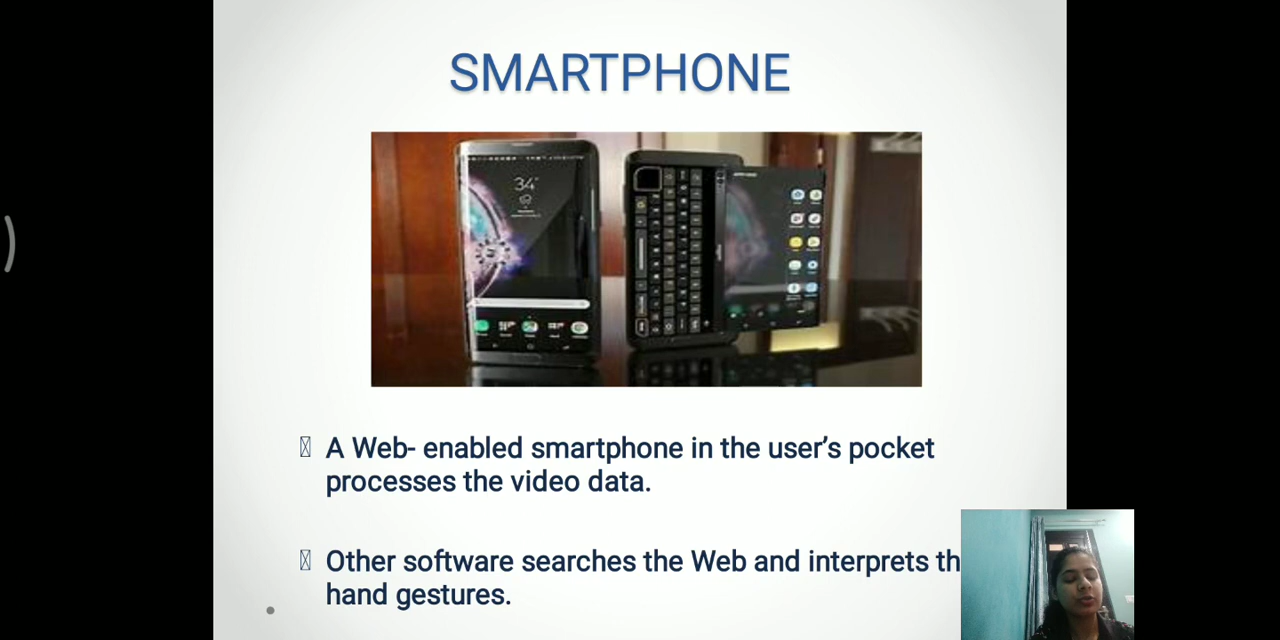 SMARTPHONE
34°
A Web- enabled smartphone in the user’s pocket
processes the video data.
Other software searches the Web and interprets th
hand gestures.